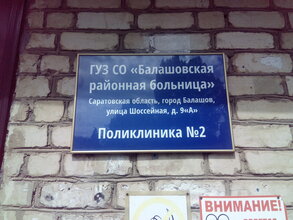 ГУЗ СО «Балашовская
районная больница»
Саратовская область, город Балашов,
улица Шоссейная, д. 9«А»
Поликлиника №2
ВНИМАНИЕ!